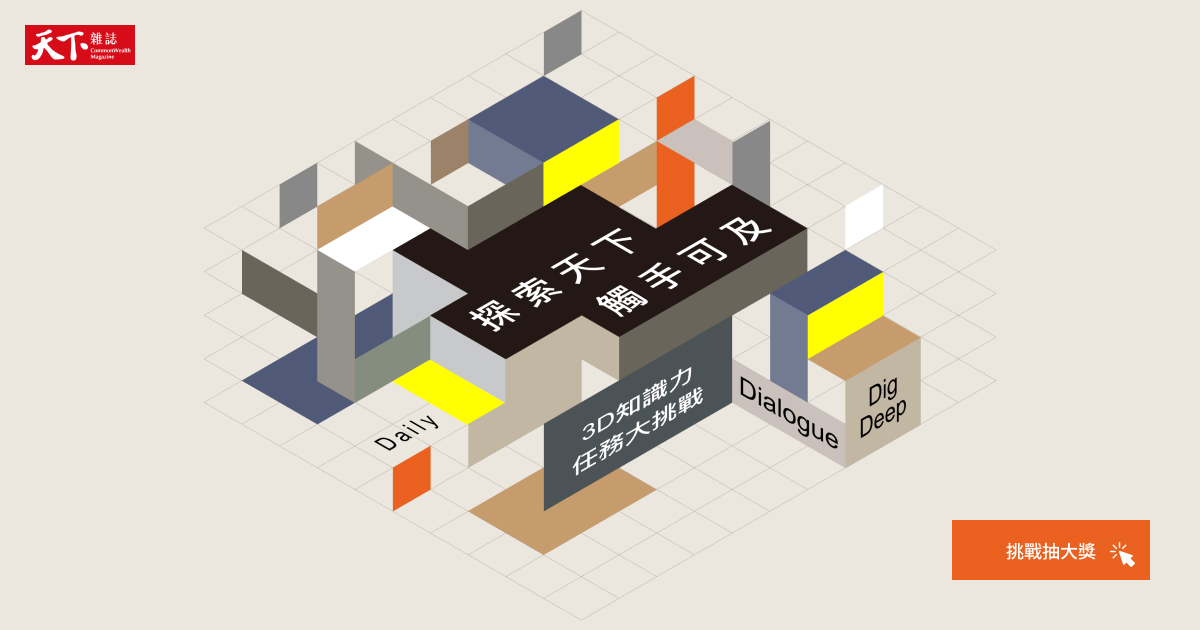 天下雜誌
CommonWealth
Magazine
探索天下
觸手可及
3D知識力
任務大挑戰
Daily
Dialogue
Dig
Deep
挑戰抽大獎